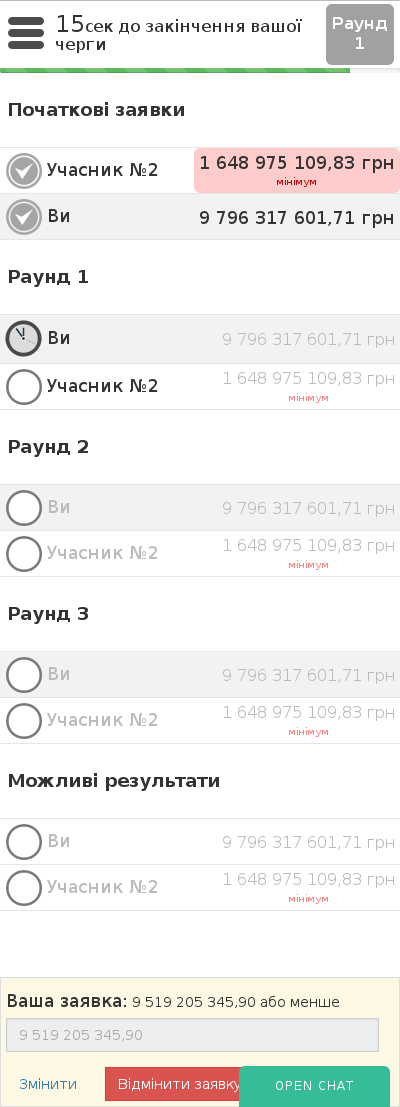 15сек до закінчення вашої
черги
Раунд
1
Початкові заявки
Учасник №2
1 648 975 109,83 грн
мінімум
Ви
9 796 317 601,71 грн
Раунд 1
Ви
9 796 317 601,71 грн
Учасник №2
1 648 975 109,83 грн
мінімум
Раунд 2
Ви
9 796 317 601,71 грн
Учасник №2
1 648 975 109,83 грн
мінімум
Раунд 3
Ви
9 796 317 601,71 грн
Учасник №2
1 648 975 109,83 грн
мінімум
Можливі результати
Ви
9 796 317 601,71 грн
Учасник №2
1 648 975 109,83 грн
мінімум
Ваша заявка: 9 519 205 345,90 або менше
9 519 205 345,90
Змінити
Відмінити заявку
OPEN CHAT